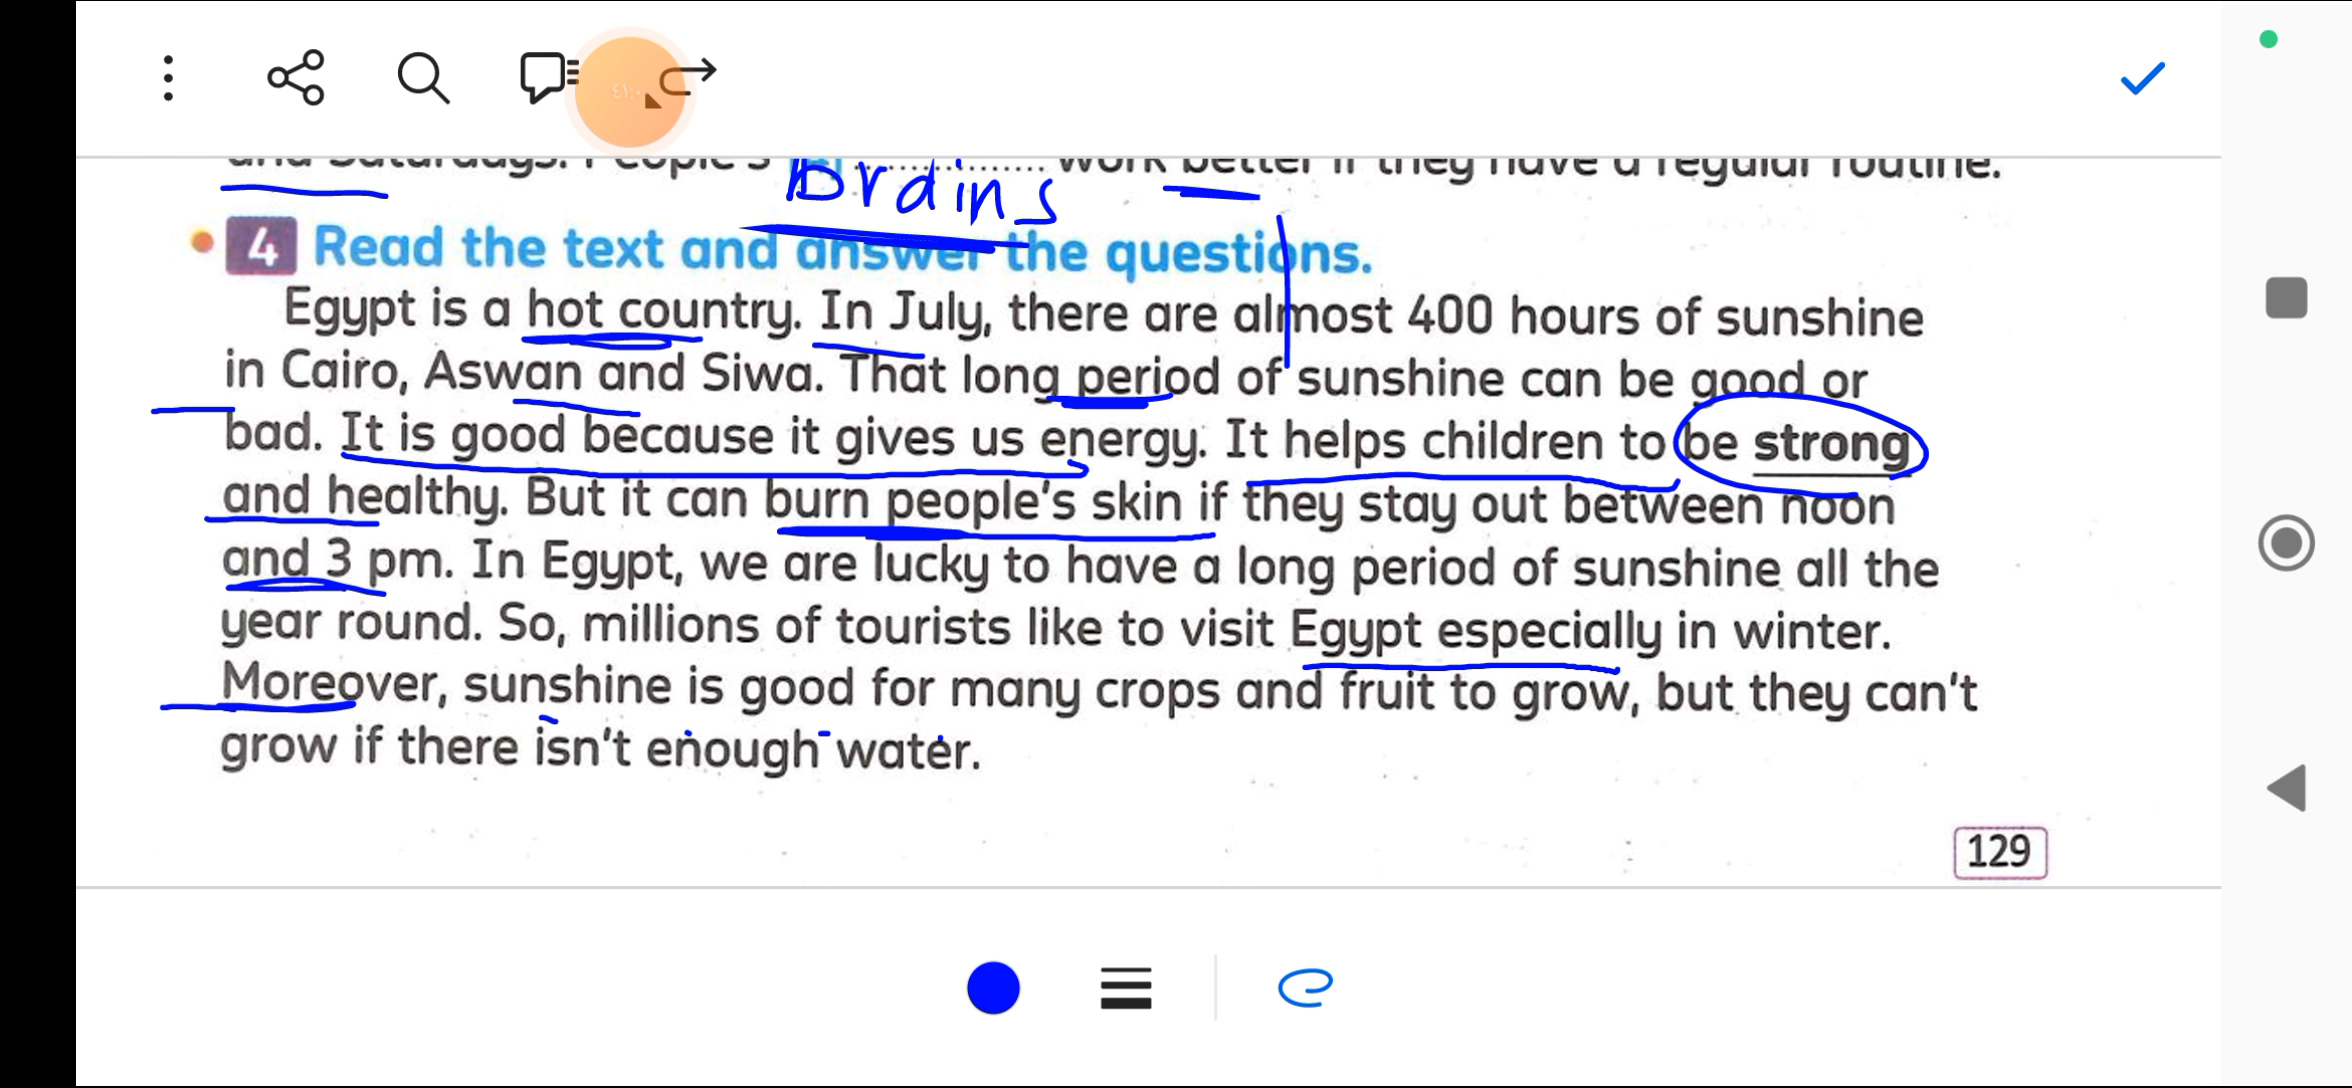 and Saturdays. People's [4] .................. work better if they have a regular routine.
brains
4 Read the text and answer the questions.
Egypt is a hot country. In July, there are almost 400 hours of sunshine
in Cairo, Aswan and Siwa. That long period of sunshine can be good or
bad. It is good because it gives us energy. It helps children to be strong
and healthy. But it can burn people's skin if they stay out between noon
and 3 pm. In Egypt, we are lucky to have a long period of sunshine all the
year round. So, millions of tourists like to visit Egypt especially in winter.
Moreover, sunshine is good for many crops and fruit to grow, but they can't
grow if there isn't enough water.
129